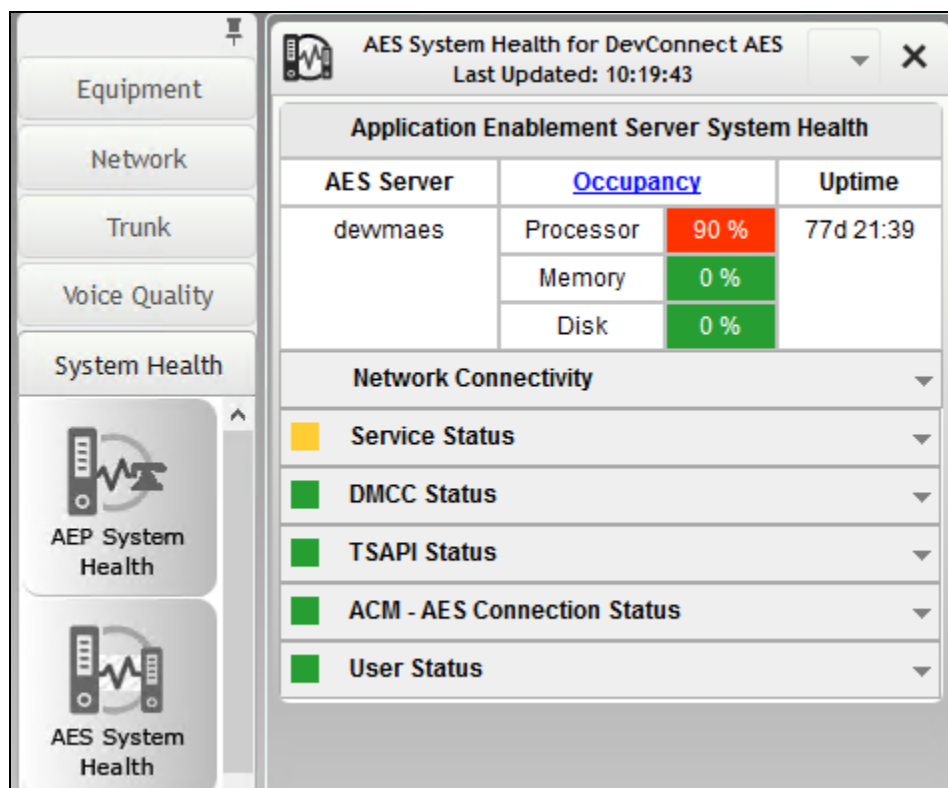 Equipment
Network
Trunk
Voice Quality
System Health
AEP System
Health
AES System
Health
AES System Health for DevConnect AES
Last Updated: 10:19:43
Application Enablement Server System Health
AES Server Occupancy Uptime
devvmaes Processor 90 % 77d 21:39
Memory 0 %
Disk 0 %
Network Connectivity
Service Status
DMCC Status
TSAPI Status
ACM - AES Connection Status
User Status